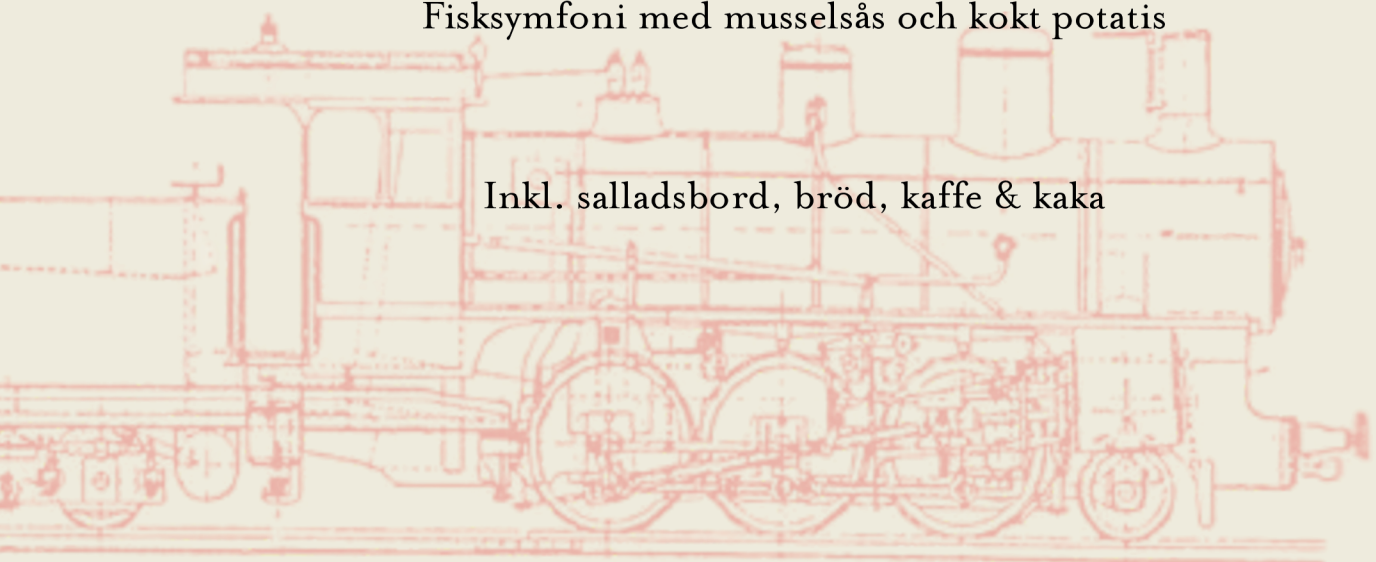 Fisksymfoni med musselsås och kokt potatis
Inkl. salladsbord, bröd, kaffe & kaka